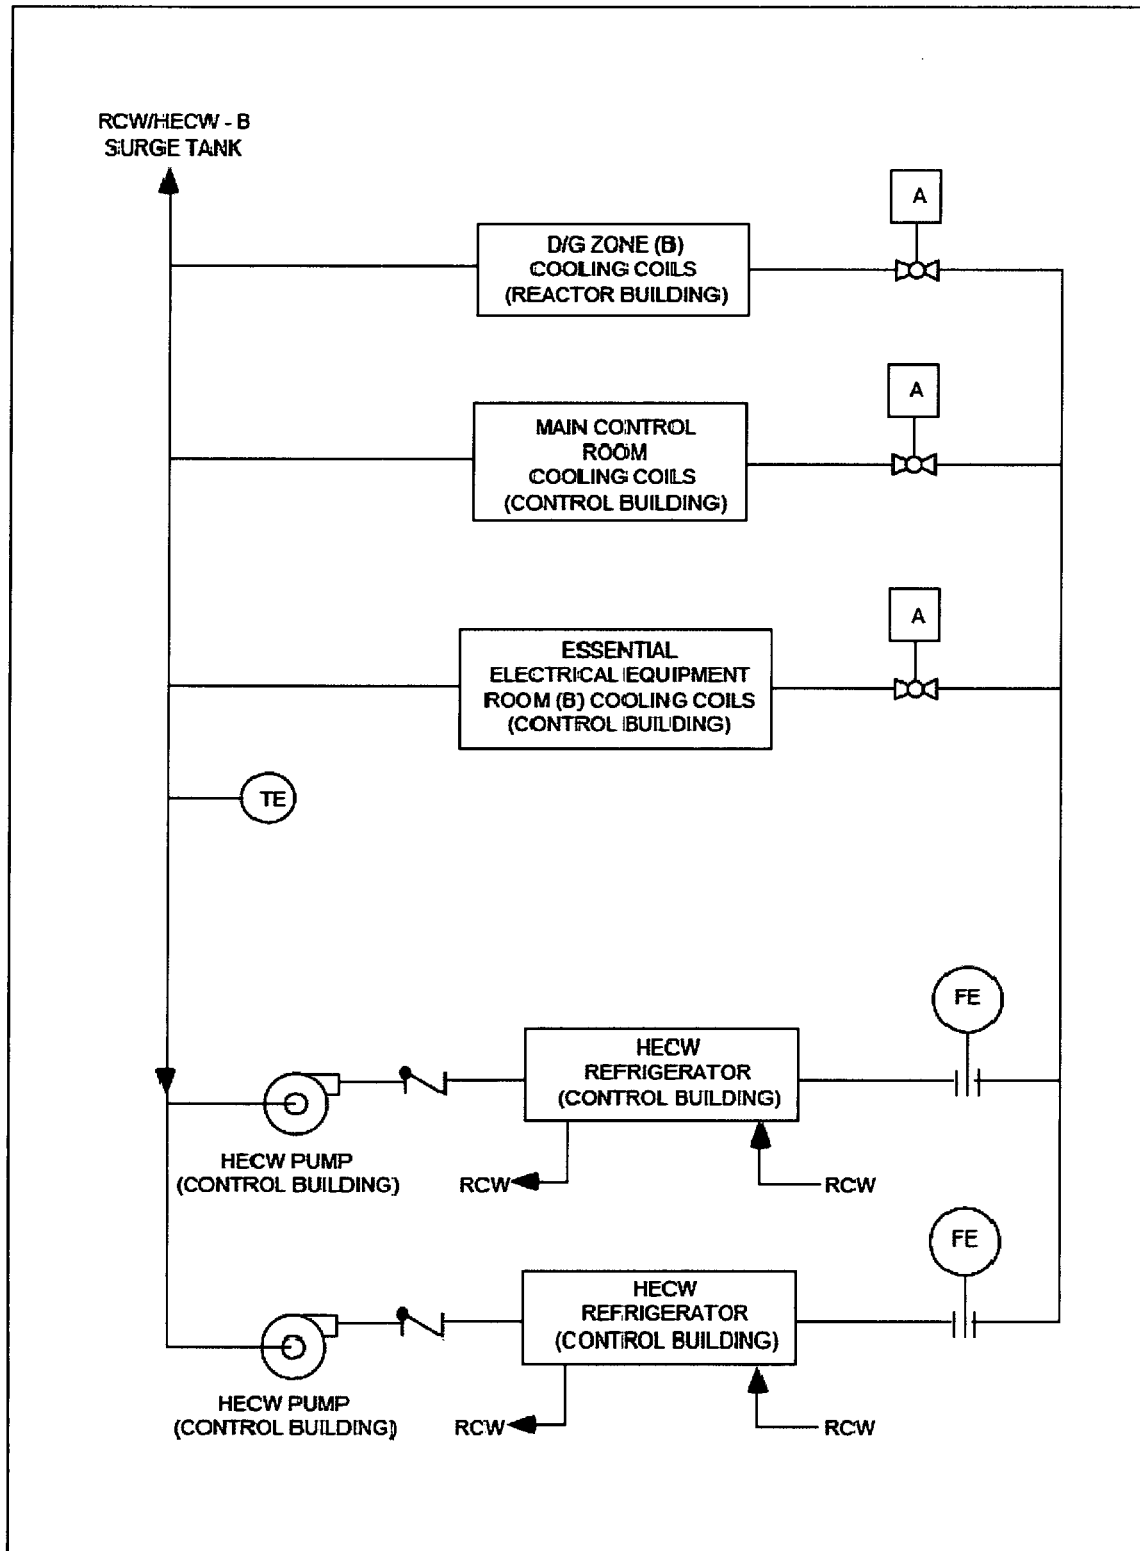 RCW/HECW - B
SURGE TANK
A
D/G ZONE (B)
COOLING COILS
(REACTOR BUILDING)
A
MAIN CONTROL
ROOM
COOLING COILS
(CONTROL BUILDING)
A
ESSENTIAL
ELECTRICAL EQUIPMENT
ROOM (B) COOLING COILS
(CONTROL BUILDING)
TE
FE
HECW
REFRIGERATOR
(CONTROL BUILDING)
HECW PUMP
(CONTROL BUILDING)
RCW
RCW
FE
HECW
REFRIGERATOR
(CONTROL BUILDING)
HECW PUMP
(CONTROL BUILDING)
RCW
RCW